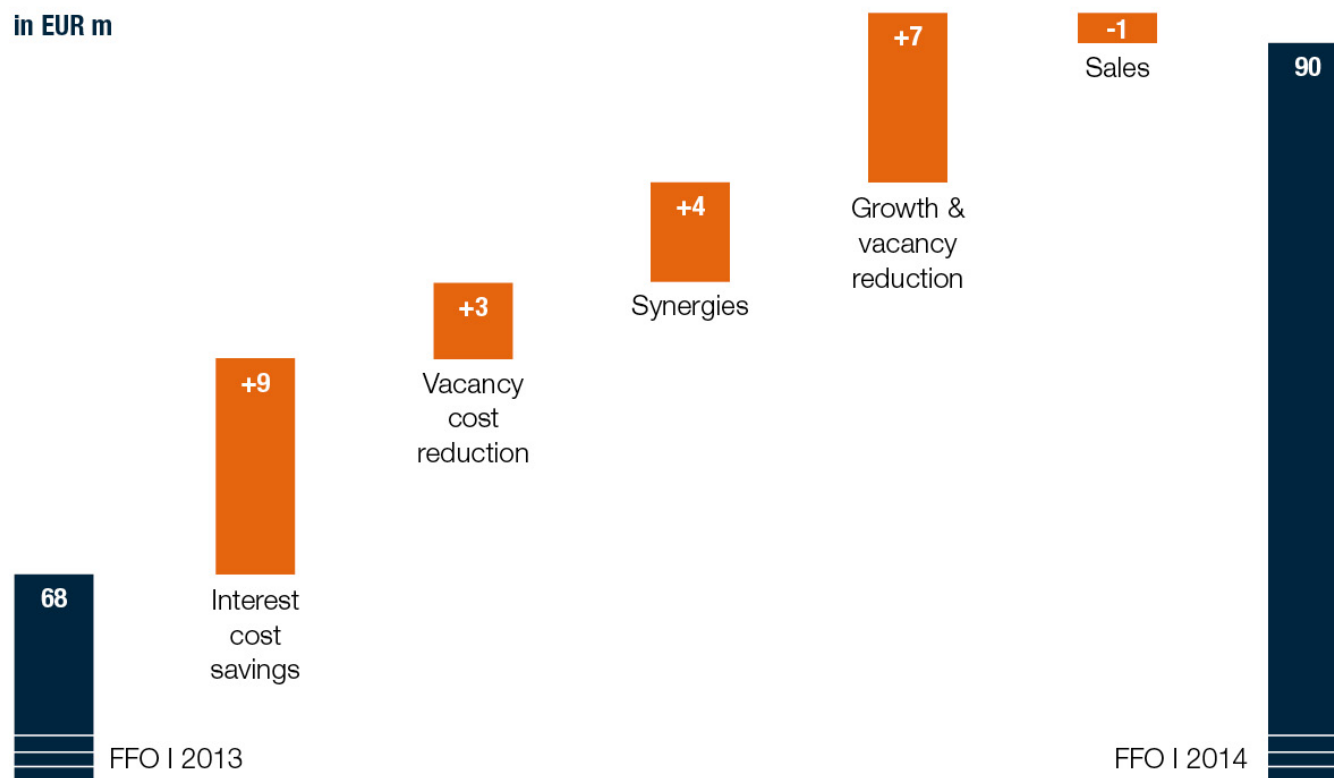 in EUR m
68
FFO I 2013
+9
Interest
cost
savings
+3
Vacancy
cost
reduction
+4
Synergies
+7
Growth &
vacancy
reduction
-1
Sales
90
FFO I 2014